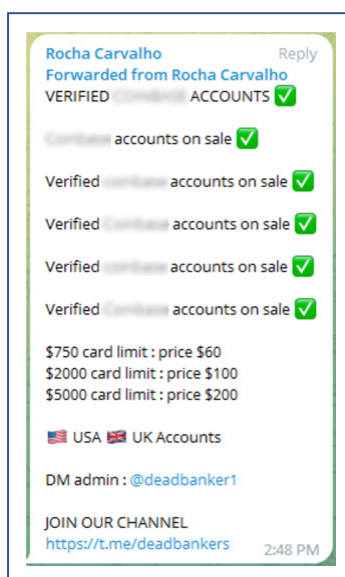 Rocha Carvalho Reply
Forwarded from Rocha Carvalho
VERIFIED ACCOUNTS ✅
accounts on sale ✅
Verified accounts on sale ✅
Verified accounts on sale ✅
Verified accounts on sale ✅
Verified accounts on sale ✅
$750 card limit : price $60
$2000 card limit : price $100
$5000 card limit : price $200
🇺🇸 USA 🇬🇧 UK Accounts
DM admin : @deadbanker1
JOIN OUR CHANNEL
https://t.me/deadbankers 2:48 PM